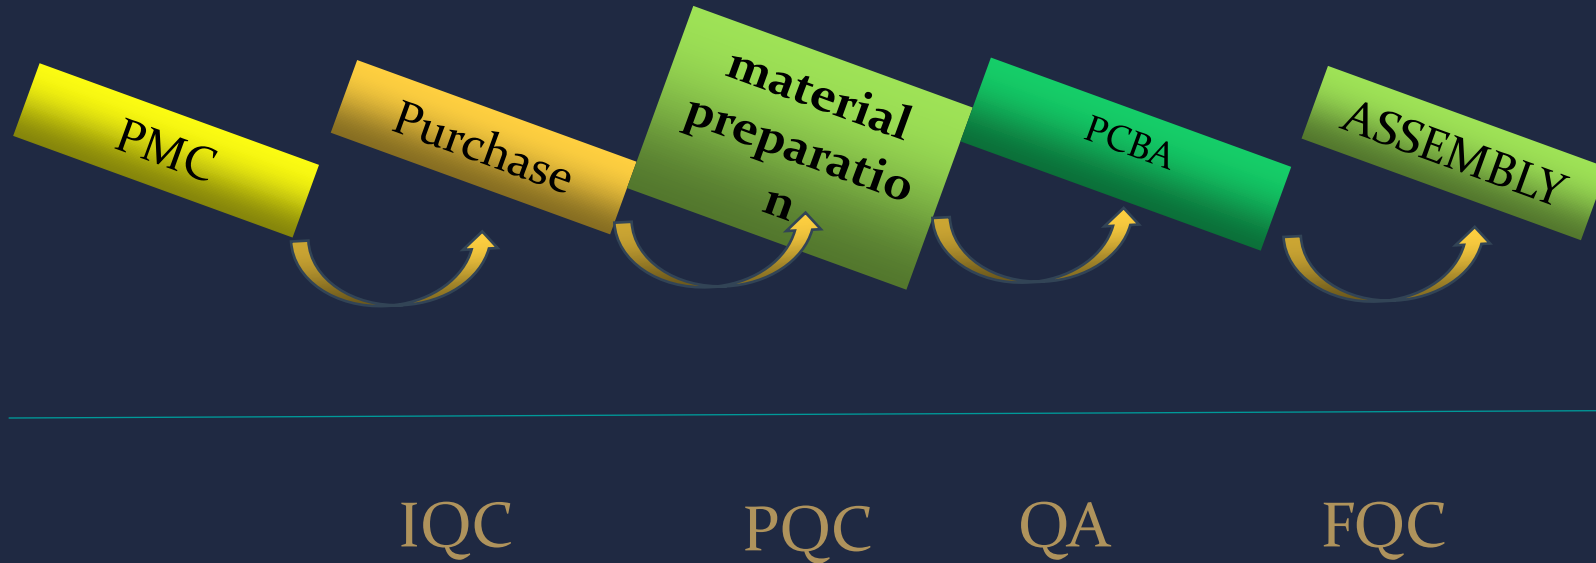 PMC
Purchase
material
preparatio
n
PCBA
ASSEMBLY
IQC
PQC
QA
FQC